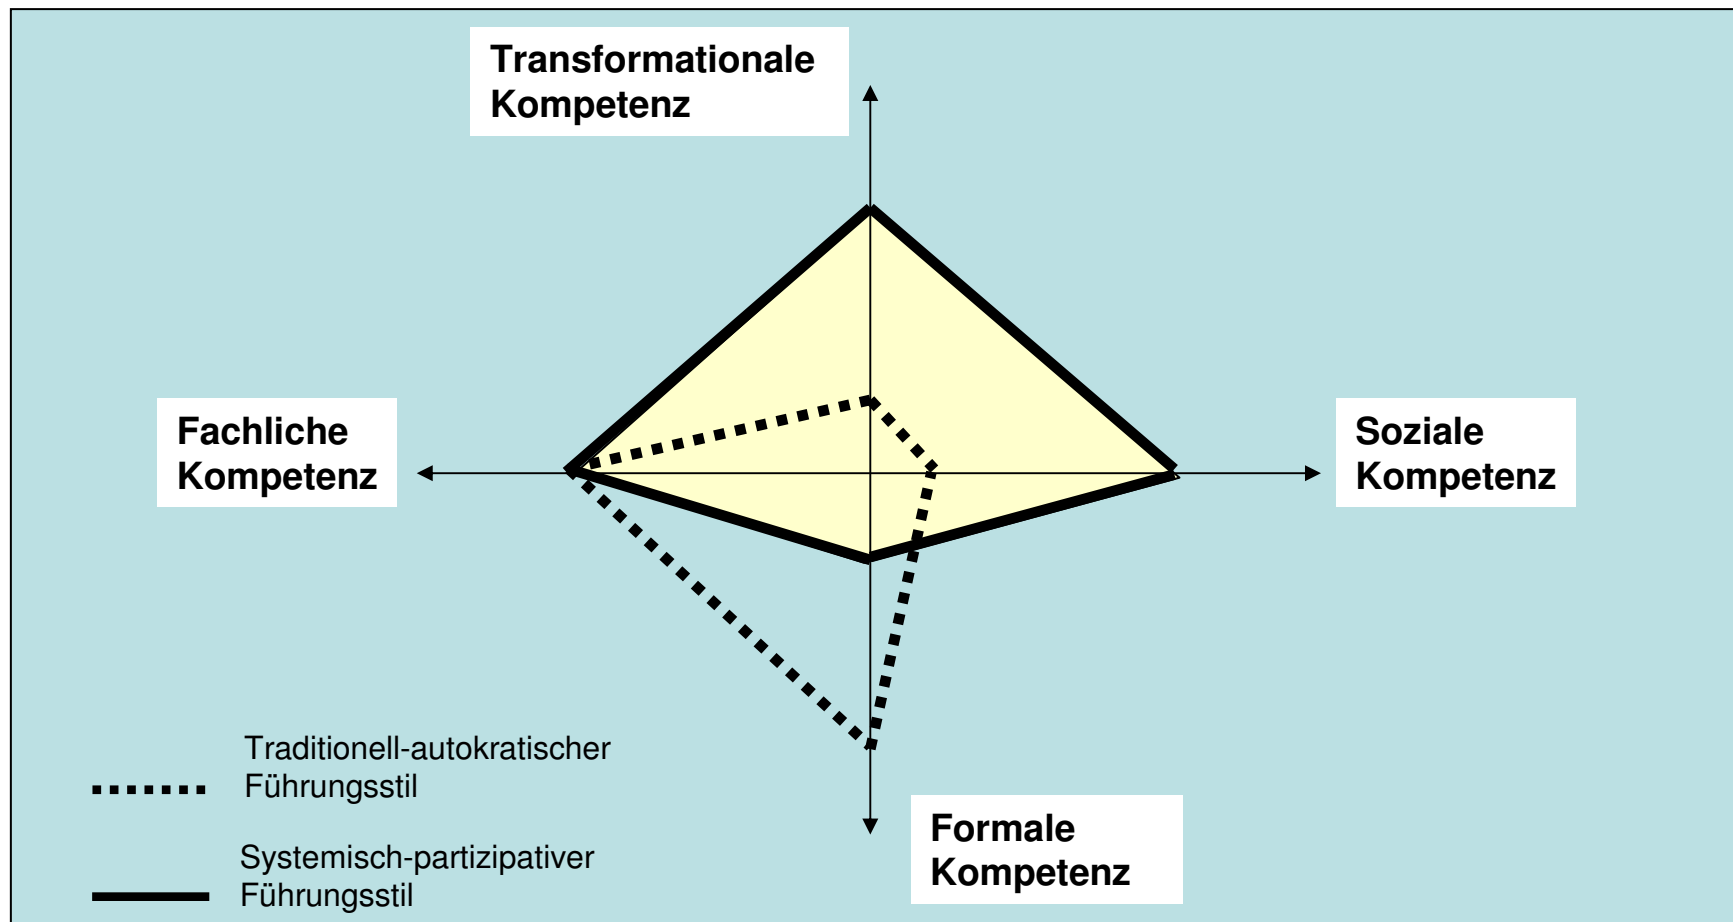 Transformationale
Kompetenz
Fachliche
Kompetenz
Soziale
Kompetenz
Traditionell-autokratischer
Führungsstil
Formale
Kompetenz
Systemisch-partizipativer
Führungsstil